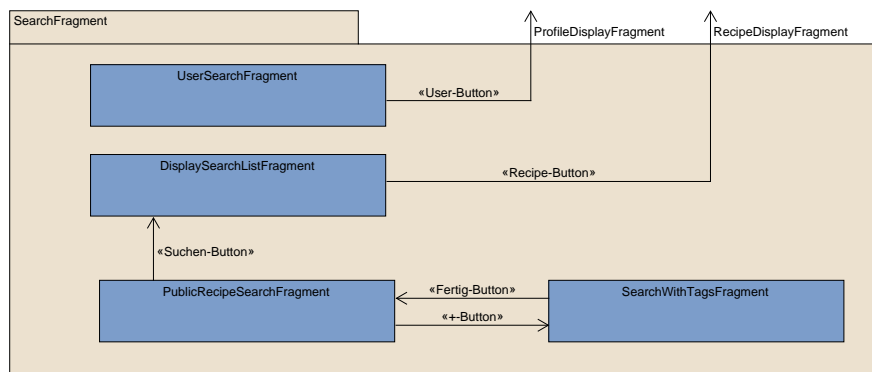 SearchFragment
ProfileDisplayFragment
RecipeDisplayFragment
UserSearchFragment
«User-Button»
DisplaySearchListFragment
«Recipe-Button»
«Suchen-Button»
PublicRecipeSearchFragment
«Fertig-Button»
SearchWithTagsFragment
«+-Button»